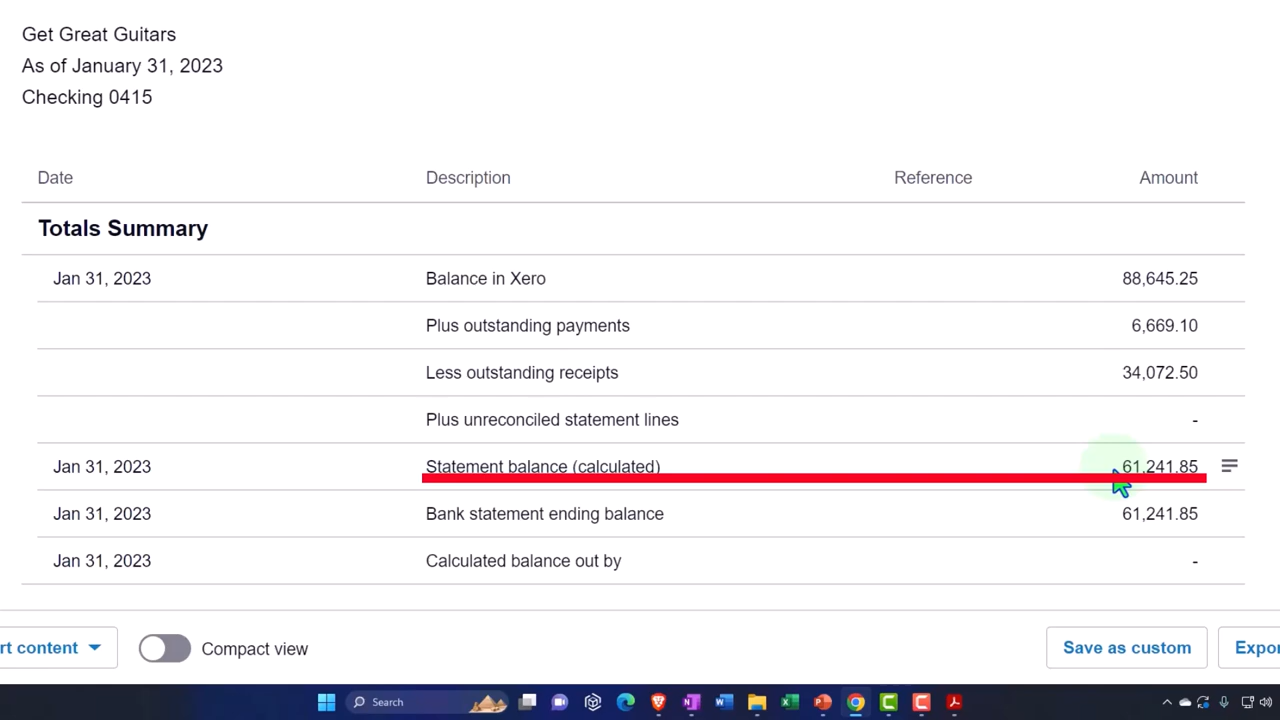 Get Great Guitars
As of January 31, 2023
Checking 0415
Date Description Reference Amount
Totals Summary
Jan 31, 2023 Balance in Xero 88,645.25
Plus outstanding payments 6,669.10
Less outstanding receipts 34,072.50
Plus unreconciled statement lines -
Jan 31, 2023 Statement balance (calculated) 61,241.85
Jan 31, 2023 Bank statement ending balance 61,241.85
Jan 31, 2023 Calculated balance out by -
rt content Compact view Save as custom Expor
Search